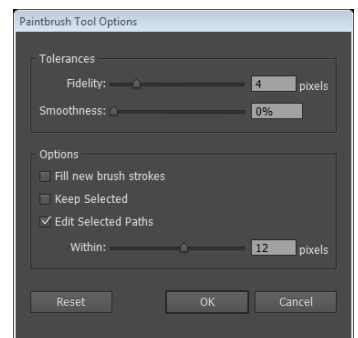 Paintbrush Tool Options
Tolerances
Fidelity: 4 pixels
Smoothness: 0%
Options
Fill new brush strokes
Keep Selected
Edit Selected Paths
Within: 12 pixels
Reset OK Cancel